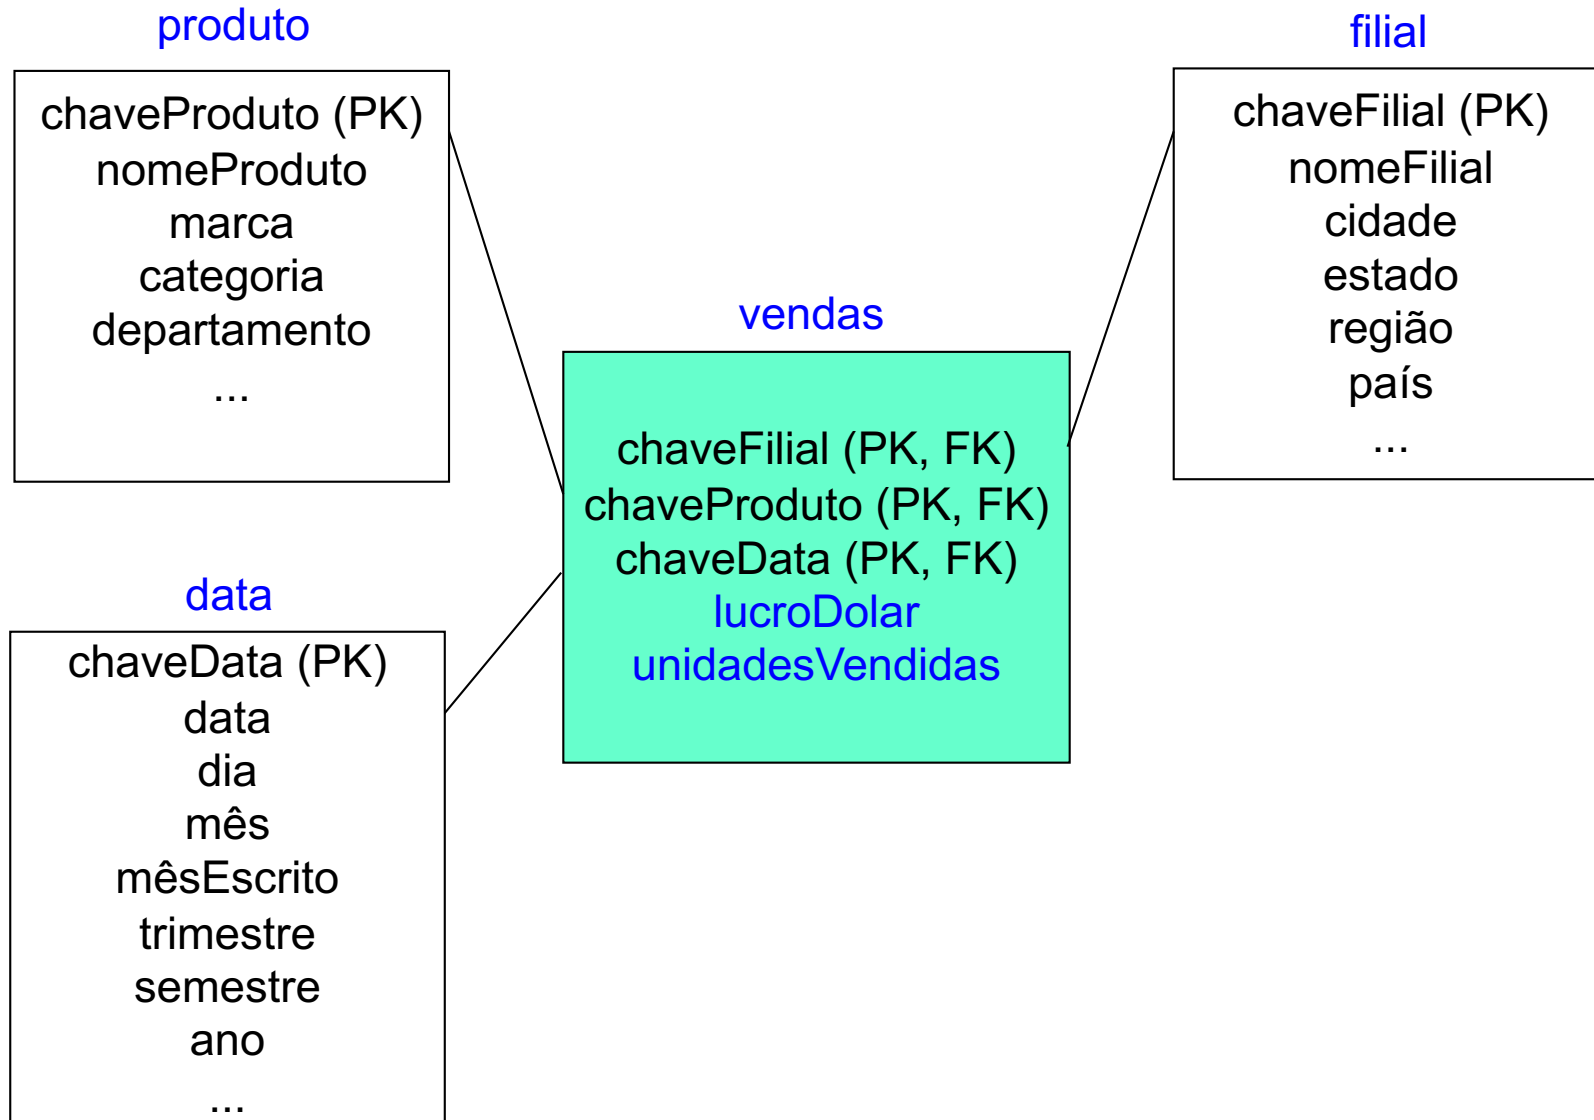 produto
chaveProduto (PK)
nomeProduto
marca
categoria
departamento
...
filial
chaveFilial (PK)
nomeFilial
cidade
estado
região
país
...
vendas
chaveFilial (PK, FK)
chaveProduto (PK, FK)
chaveData (PK, FK)
lucroDolar
unidadesVendidas
data
chaveData (PK)
data
dia
mês
mêsEscrito
trimestre
semestre
ano
...